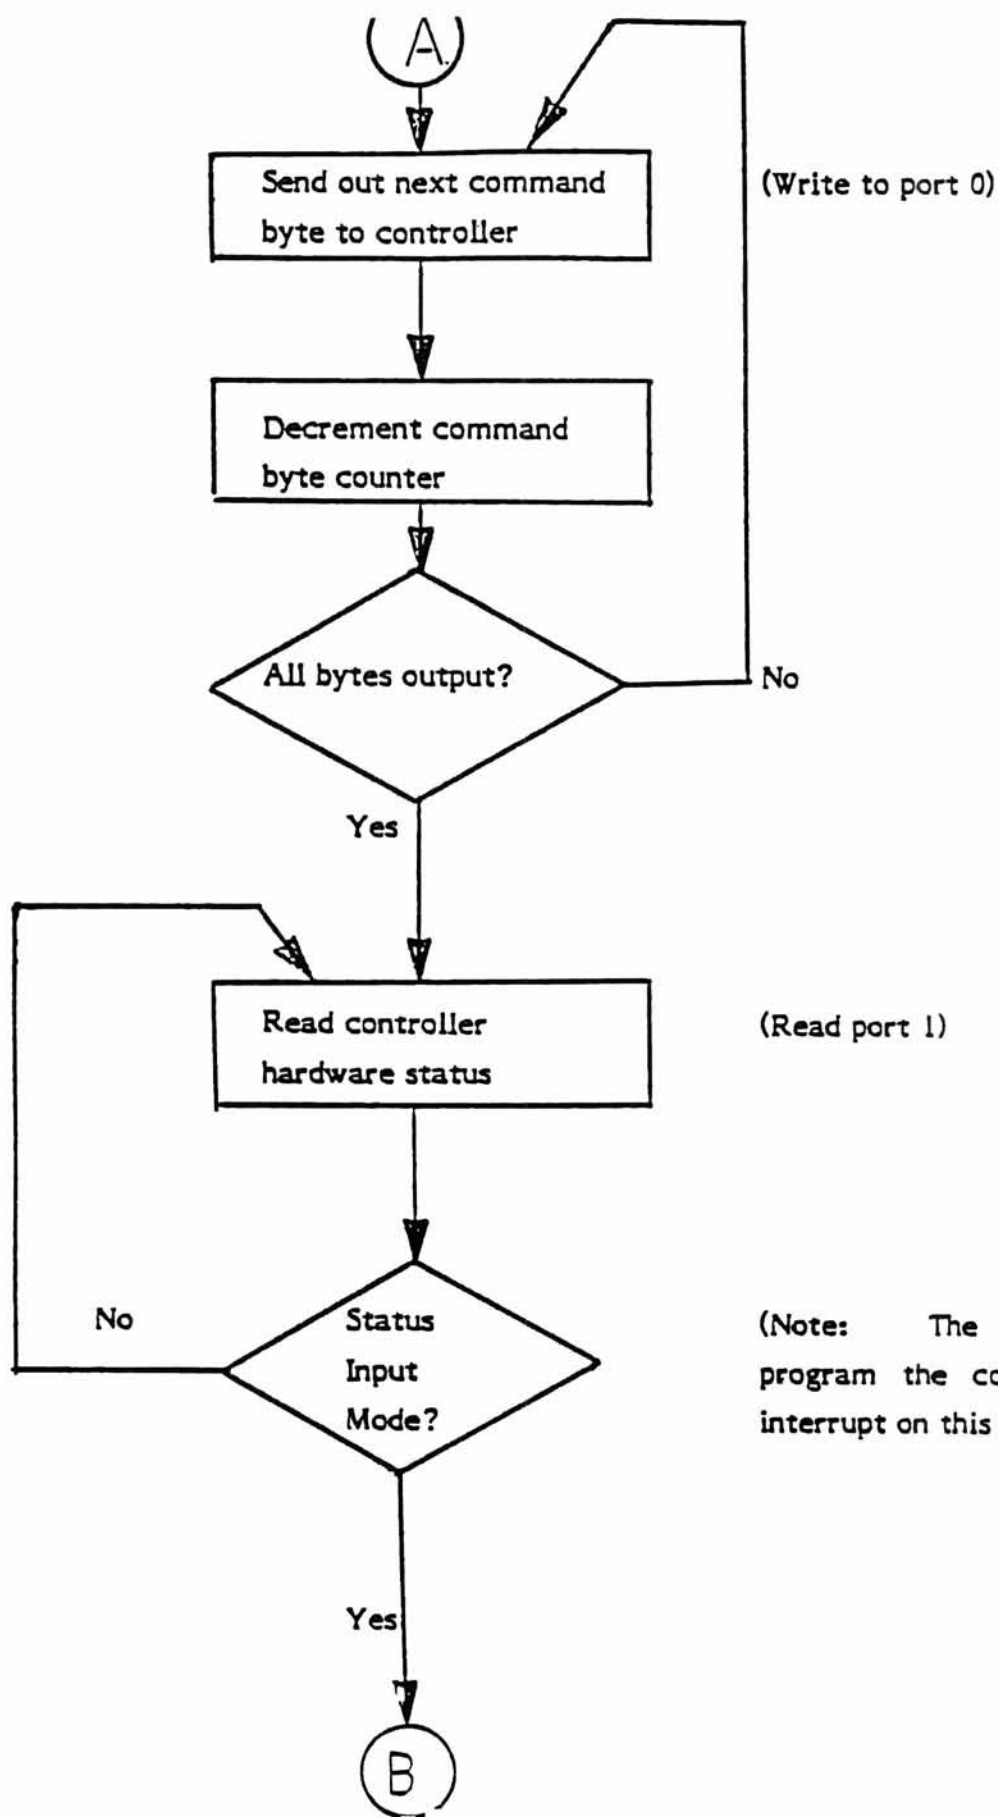 A
Send out next command
byte to controller
(Write to port 0)
Decrement command
byte counter
All bytes output?
No
Yes
Read controller
hardware status
(Read port 1)
No
Status
Input
Mode?
(Note: The
program the
interrupt on this
Yes
B